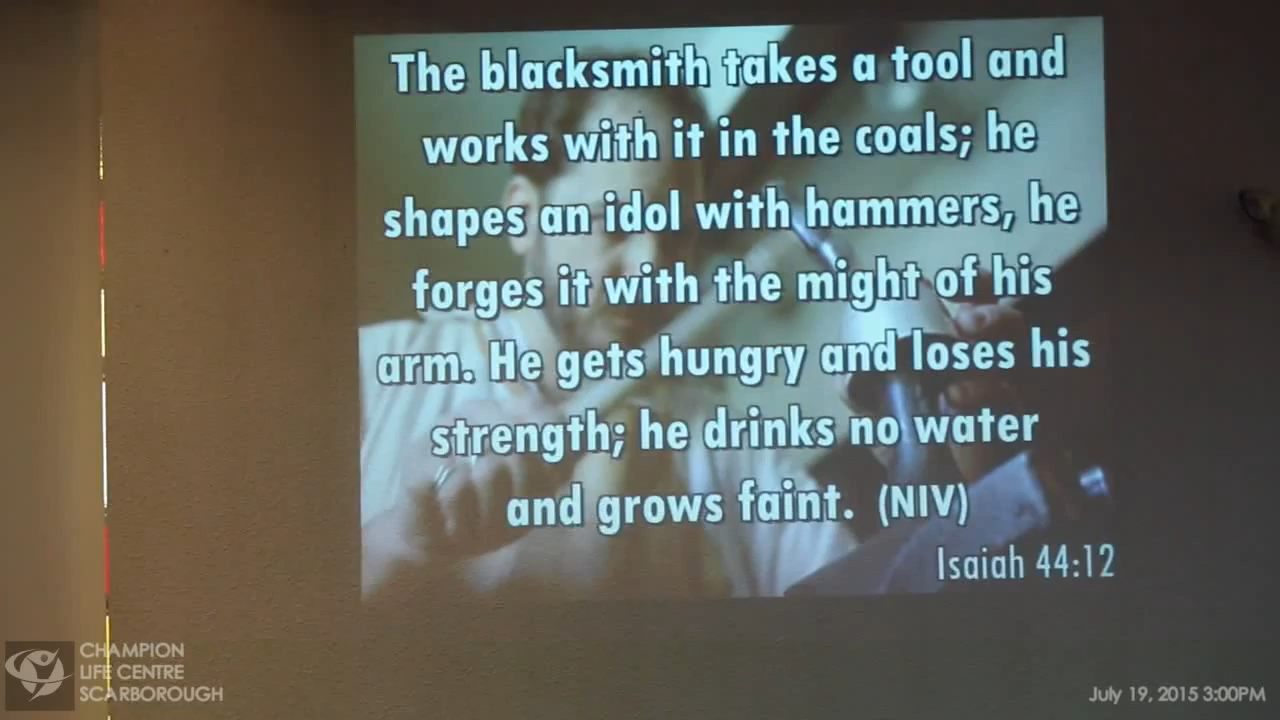 The blacksmith takes a tool and
works with it in the coals; he
shapes an idol with hammers, he
forges it with the might of his
arm. He gets hungry and loses his
strength; he drinks no water
and grows faint. (NIV)
Isaiah 44:12
CHAMPION
LIFE CENTRE
SCARBOROUGH
July 19, 2015 3:00PM